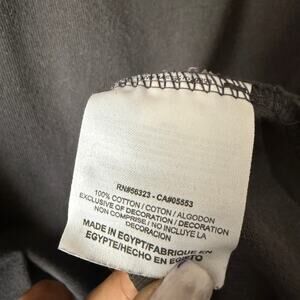 RN#56323 - CA#05553
100% COTTON / COTON / ALGODON
EXCLUSIVE OF DECORATION / DECORATION
NON COMPRISE / NO INCLUYE LA
DECORACION
MADE IN EGYPT/FABRIQUE EN
EGYPTE/HECHO EN EGIPTO